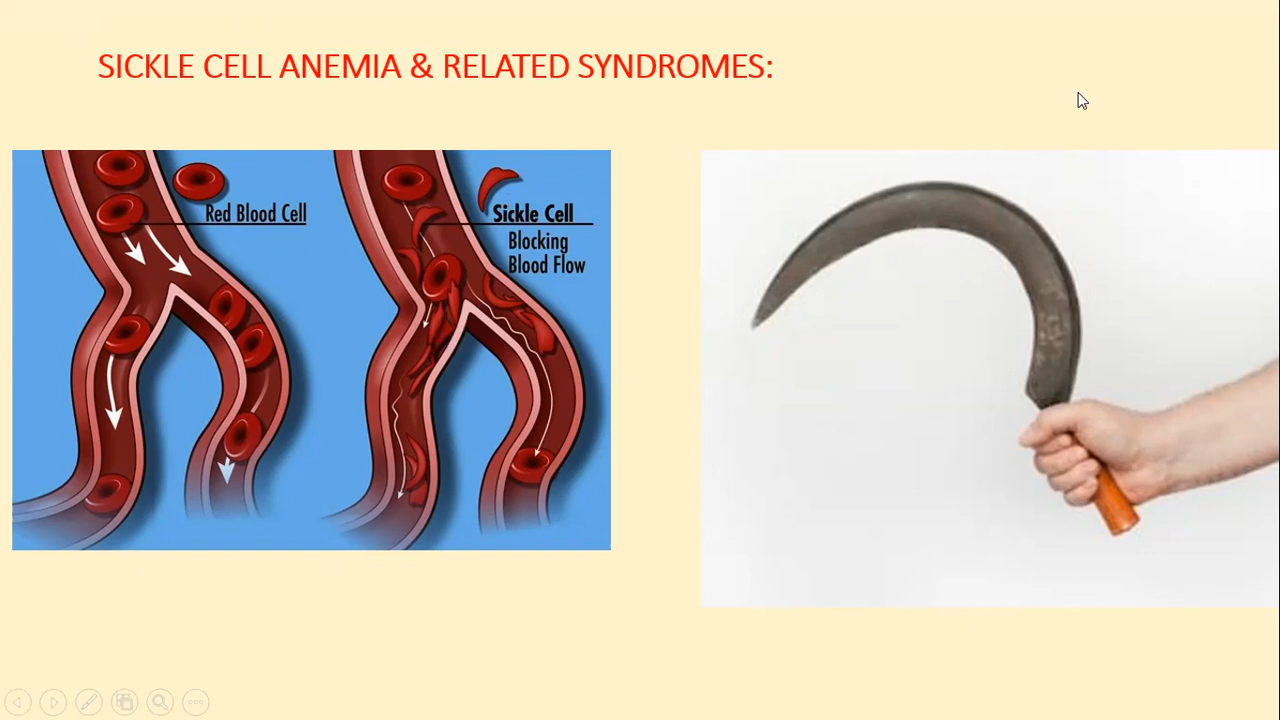 SICKLE CELL ANEMIA & RELATED SYNDROMES:
Red Blood Cell
Sickle Cell
Blocking
Blood Flow